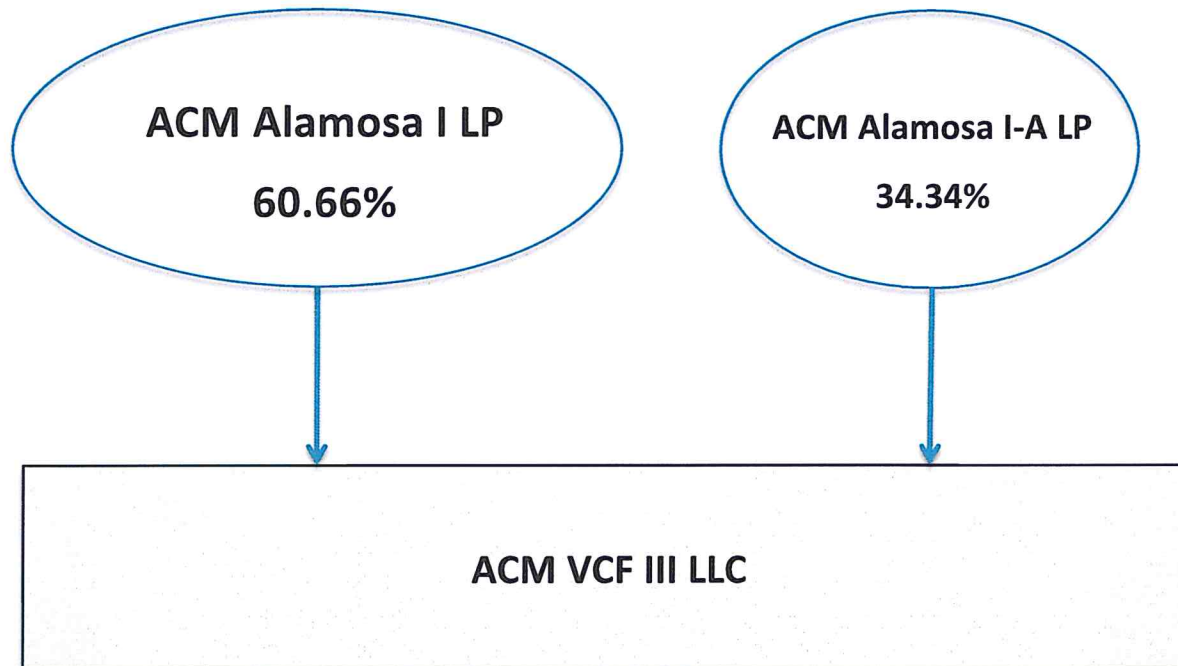 ACM Alamosa I LP
60.66%
ACM Alamosa I-A LP
34.34%
ACM VCF III LLC